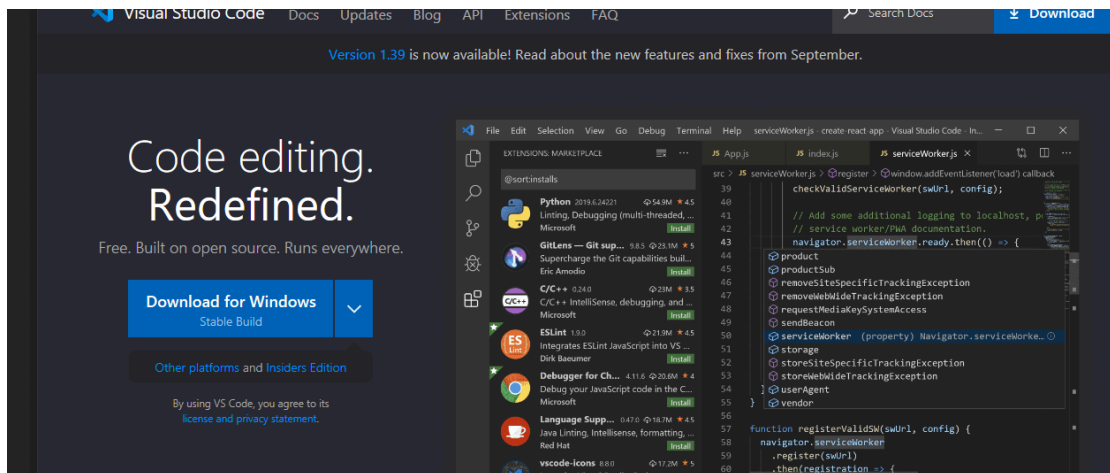 Visual Studio Code Docs Updates Blog API Extensions FAQ Search Docs Download
Version 1.39 is now available! Read about the new features and fixes from September.
Code editing.
Redefined.
Free. Built on open source. Runs everywhere.
Download for Windows
Stable Build
Other platforms and Insiders Edition
By using VS Code, you agree to its
license and privacy statement.
File Edit Selection View Go Debug Terminal Help serviceWorker.js - create-react-app - Visual Studio Code - In...
EXTENSIONS: MARKETPLACE
@sort:installs
Python 2019.6.24221 54.9M ★ 4.5
Linting, Debugging (multi-threaded, ...
Microsoft Install
GitLens — Git sup... 9.8.5 23.1M ★ 5
Supercharge the Git capabilities buil...
Eric Amodio Install
C/C++ 0.24.0 23M ★ 3.5
C/C++ IntelliSense, debugging, and ...
Microsoft Install
ESLint 1.9.0 21.9M ★ 4.5
Integrates ESLint JavaScript into VS ...
Dirk Baeumer Install
Debugger for Ch... 4.11.6 20.6M ★ 4
Debug your JavaScript code in the C...
Microsoft Install
Language Supp... 0.47.0 18.7M ★ 4.5
Java Linting, Intellisense, formatting, ...
Red Hat Install
vscode-icons 8.8.0 17.2M ★ 5
C/C++
ES
Lint
JS App.js JS index.js JS serviceWorker.js
src > JS serviceWorker.js > register > window.addEventListener('load') callback
39 checkValidServiceWorker(swUrl, config);
40
41 // Add some additional logging to localhost, p
42 // service worker/PWA documentation.
43 navigator.serviceWorker.ready.then(() => {
44 product
45 productSub
46 removeSiteSpecificTrackingException
47 removeWebWideTrackingException
48 requestMediaKeySystemAccess
49 sendBeacon
50 serviceWorker (property) Navigator.serviceWorke...
51 storage
52 storeSiteSpecificTrackingException
53 storeWebWideTrackingException
54 } userAgent
55 } vendor
56
57 function registerValidSW(swUrl, config) {
58 navigator.serviceWorker
59 .register(swUrl)
60 .then(registration => {